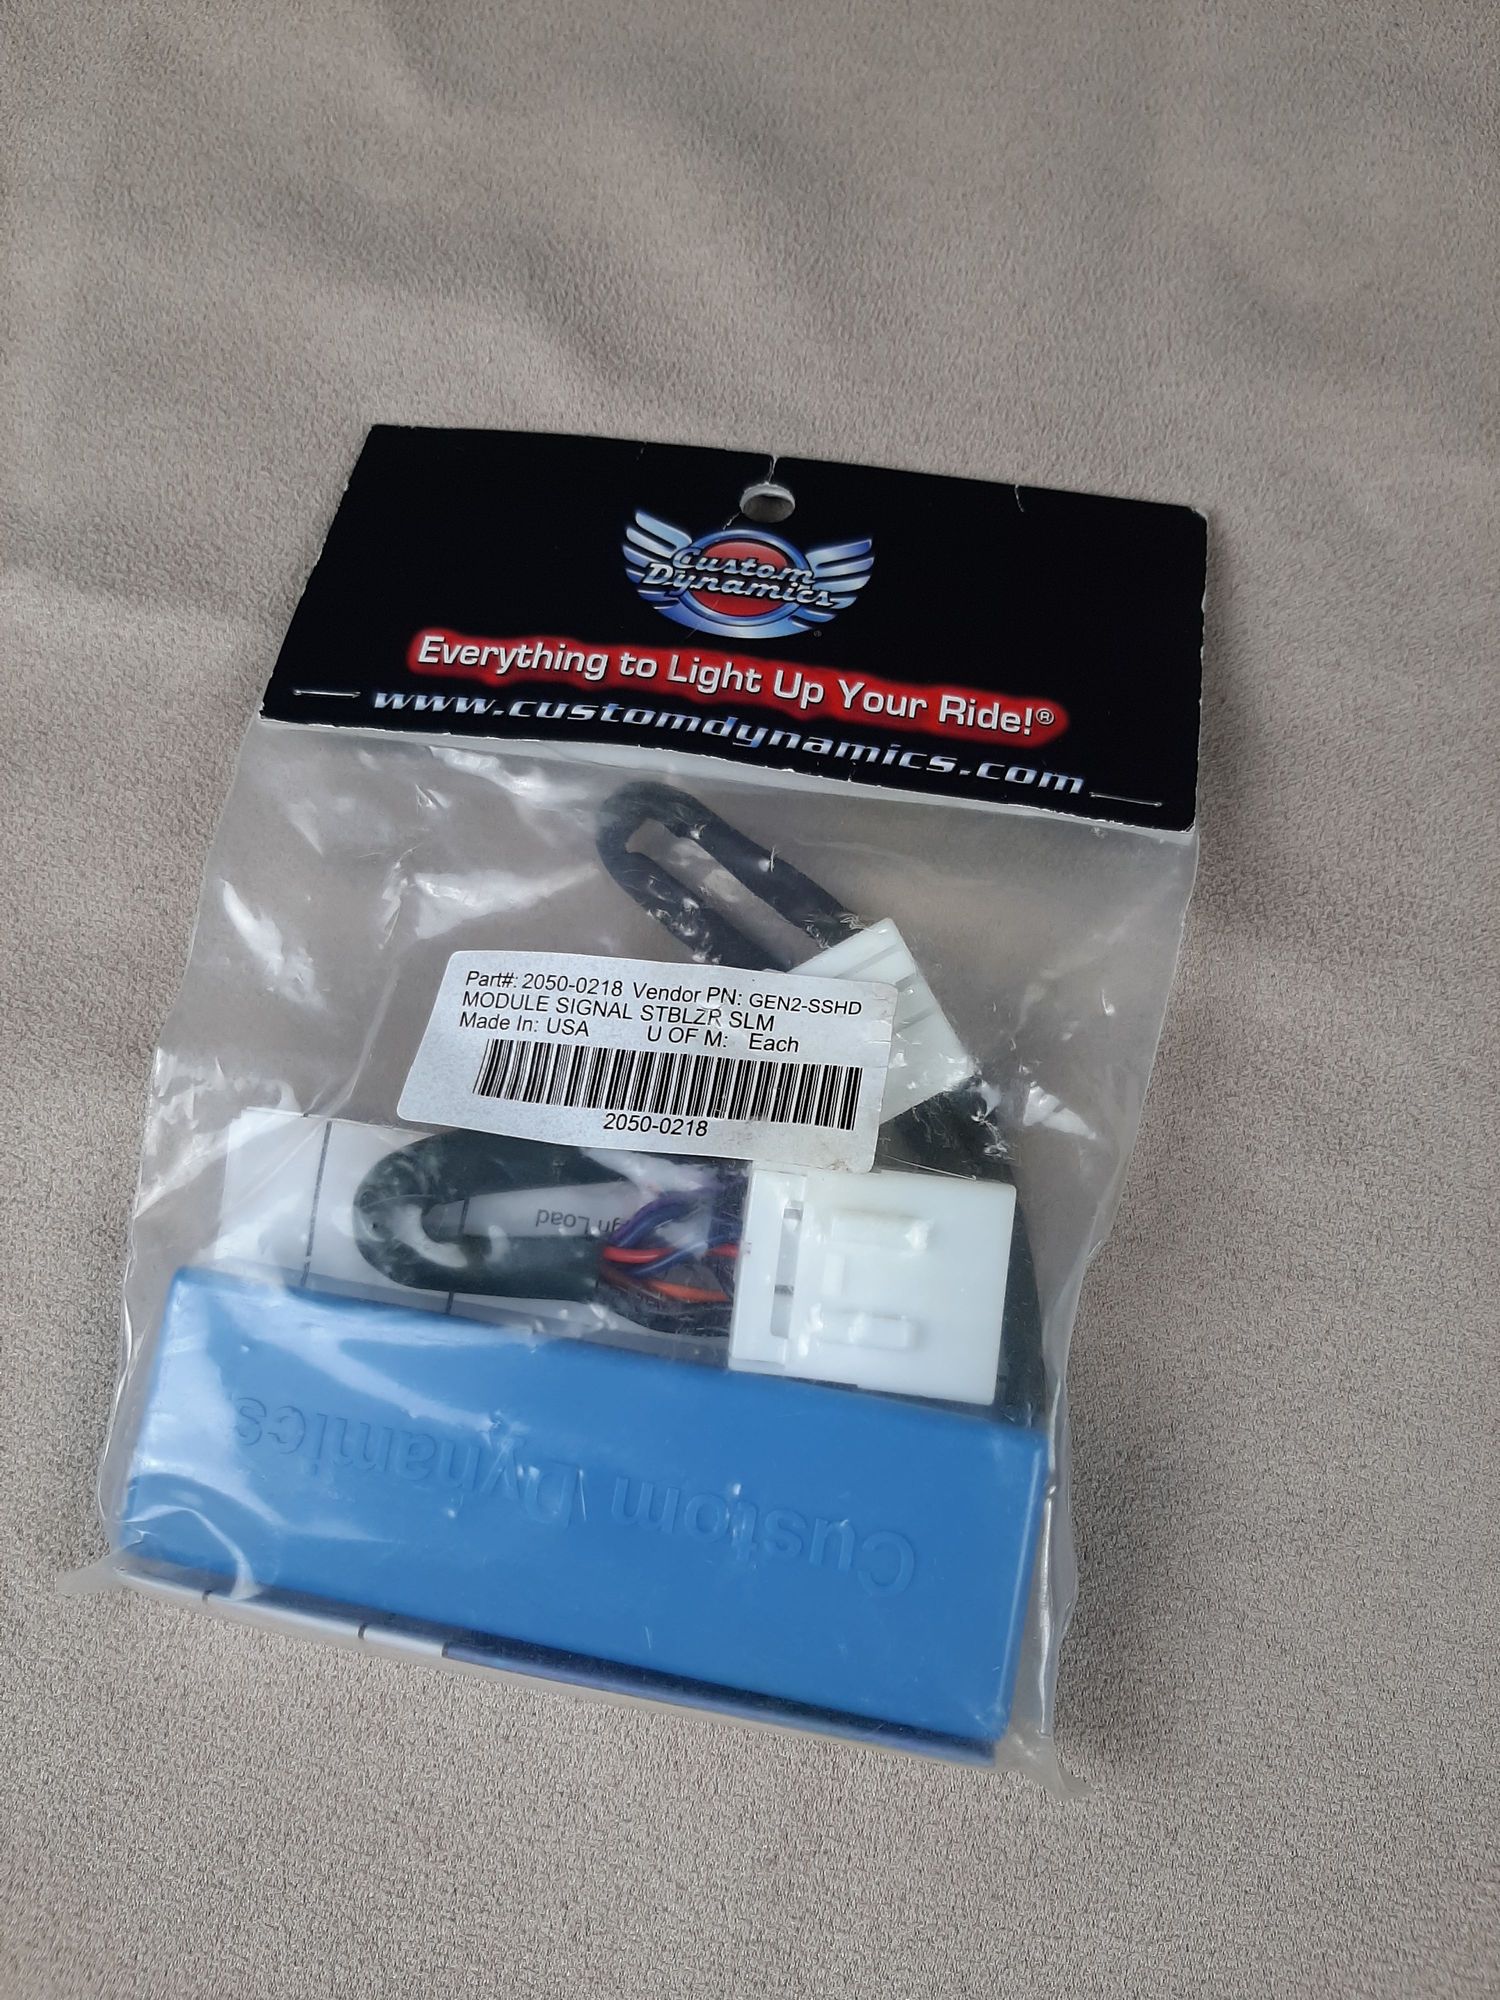 Custom
Dynamics®
Everything to Light Up Your Ride!®
www.customdynamics.com
Part#: 2050-0218 Vendor PN: GEN2-SSHD
MODULE SIGNAL STBLZR SLM
Made In: USA U OF M: Each
2050-0218
Load
Custom Dynamics